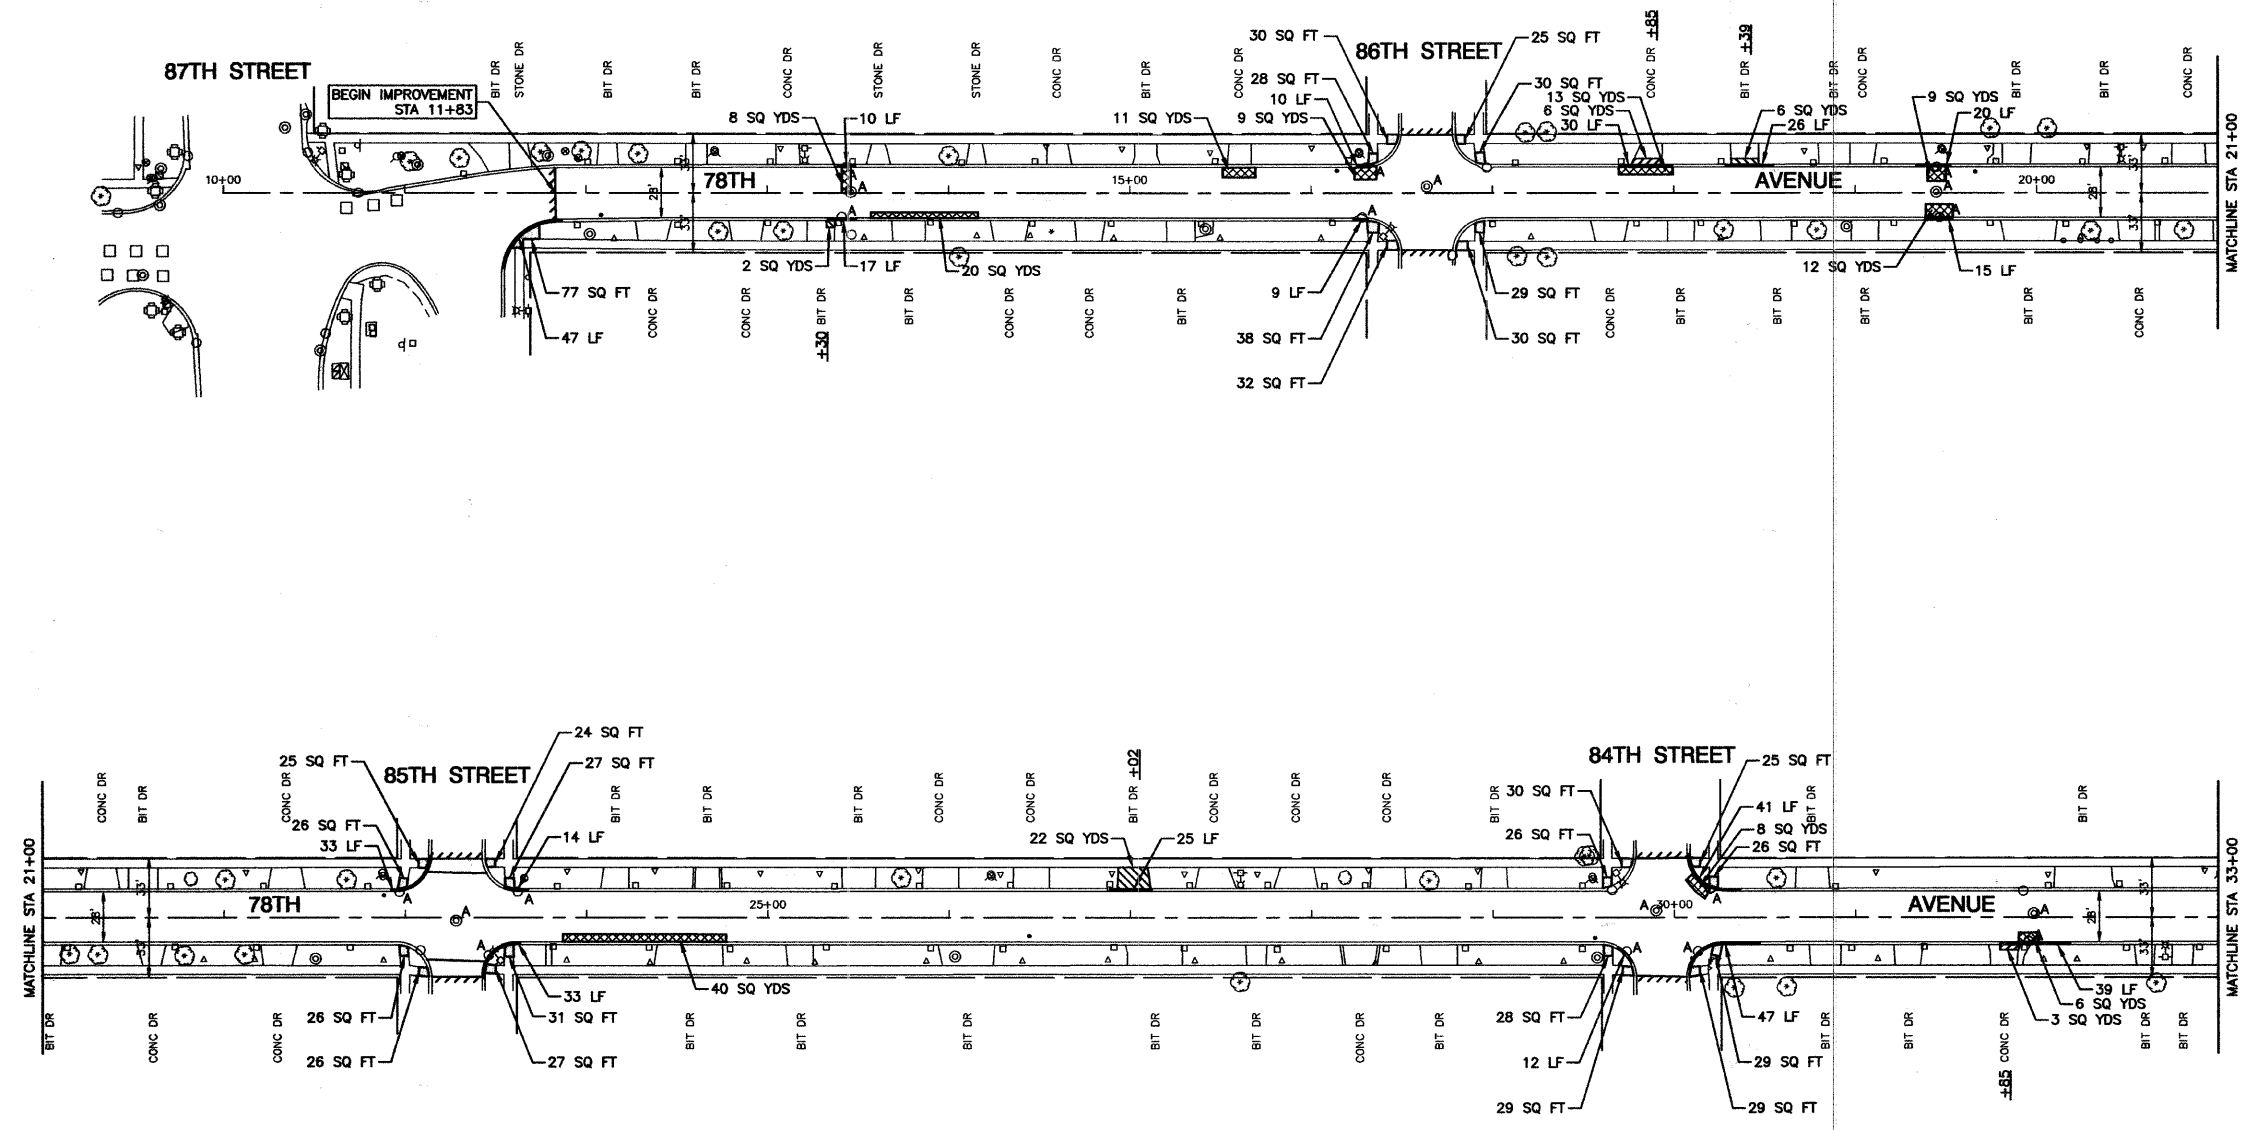 87TH STREET
BEGIN IMPROVEMENT
STA 11+83
BIT DR
STONE DR
BIT DR
BIT DR
CONC DR
STONE DR
STONE DR
CONC DR
BIT DR
CONC DR
86TH STREET
30 SQ FT
28 SQ FT
10 LF
9 SQ YDS
11 SQ YDS
8 SQ YDS
10 LF
25 SQ FT
30 SQ FT
13 SQ YDS
6 SQ YDS
30 LF
CONC DR +85
BIT DR +39
6 SQ YDS
26 LF
BIT DR
CONC DR
9 SQ YDS
20 LF
BIT DR
BIT DR
CONC DR
10+00
78TH
15+00
AVENUE
20+00
28'
33'
33'
A
A
A
A
A
A
A
A
A
28'
33'
33'
MATCHLINE STA 21+00
77 SQ FT
47 LF
CONC DR
CONC DR
2 SQ YDS
BIT DR
+30
17 LF
20 SQ YDS
BIT DR
CONC DR
CONC DR
BIT DR
9 LF
38 SQ FT
32 SQ FT
29 SQ FT
30 SQ FT
CONC DR
BIT DR
BIT DR
BIT DR
12 SQ YDS
15 LF
BIT DR
CONC DR
MATCHLINE STA 21+00
CONC DR
BIT DR
CONC DR
25 SQ FT
26 SQ FT
33 LF
85TH STREET
24 SQ FT
27 SQ FT
14 LF
BIT DR
BIT DR
BIT DR
CONC DR
CONC DR
BIT DR +02
22 SQ YDS
25 LF
CONC DR
CONC DR
CONC DR
BIT DR
84TH STREET
30 SQ FT
26 SQ FT
25 SQ FT
41 LF
8 SQ YDS
26 SQ FT
BIT DR
BIT DR
28'
33'
33'
78TH
A
A
A
A
25+00
30+00
A
A
A
A
A
AVENUE
28'
33'
33'
MATCHLINE STA 33+00
BIT DR
CONC DR
CONC DR
26 SQ FT
26 SQ FT
33 LF
31 SQ FT
27 SQ FT
40 SQ YDS
BIT DR
BIT DR
BIT DR
BIT DR
BIT DR
CONC DR
BIT DR
28 SQ FT
12 LF
29 SQ FT
47 LF
29 SQ FT
29 SQ FT
BIT DR
BIT DR
CONC DR
+85
39 LF
6 SQ YDS
3 SQ YDS
BIT DR
BIT DR